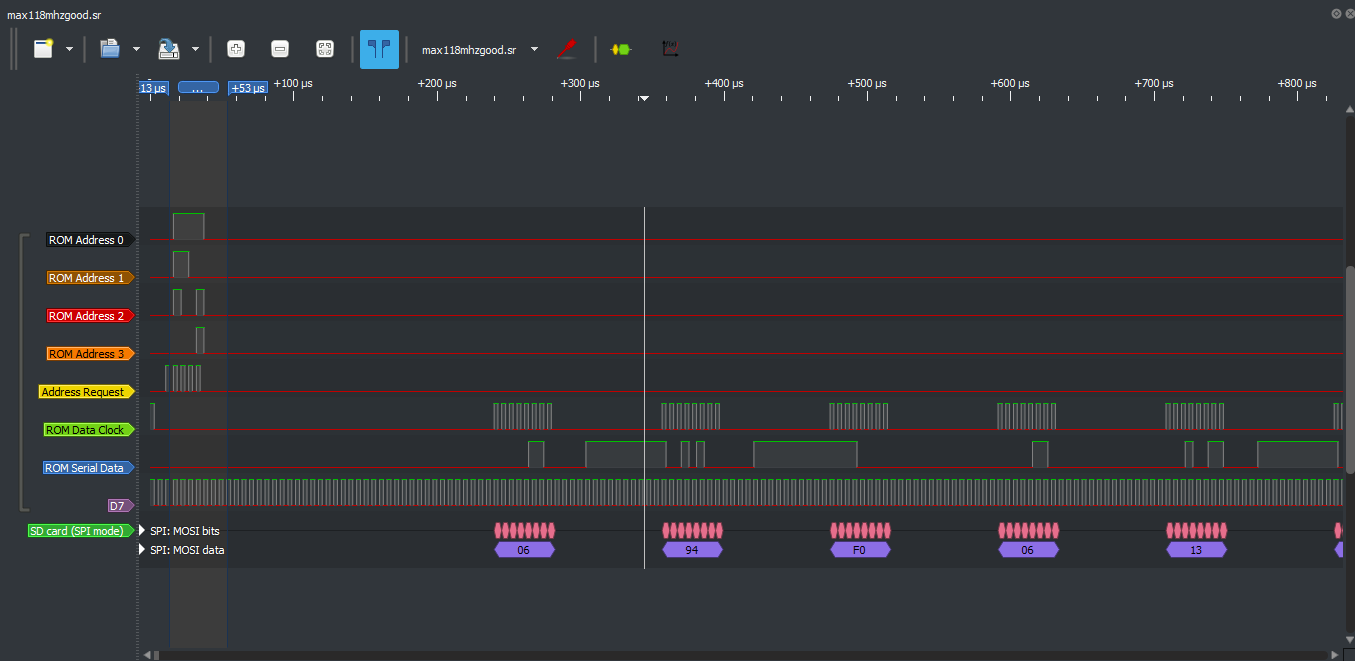 max118mhzgood.sr
max118mhzgood.sr
13 µs ... +53 µs +100 µs +200 µs +300 µs +400 µs +500 µs +600 µs +700 µs +800 µs
ROM Address 0
ROM Address 1
ROM Address 2
ROM Address 3
Address Request
ROM Data Clock
ROM Serial Data
D7
SD card (SPI mode) SPI: MOSI bits
SPI: MOSI data 06 94 F0 06 13